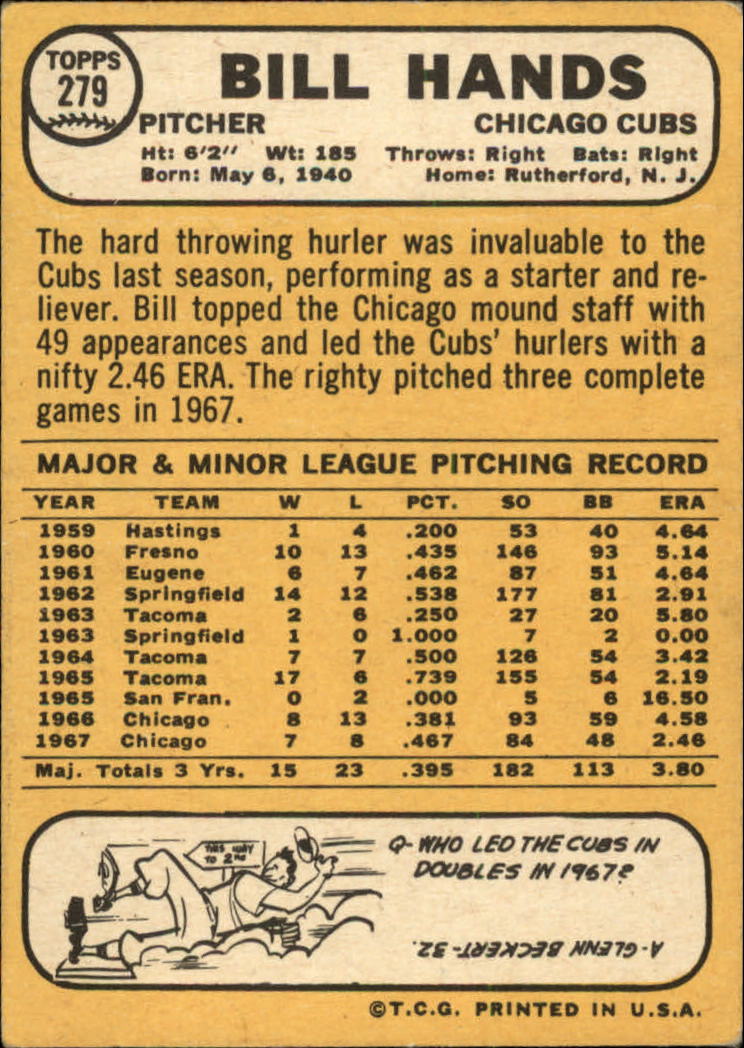 TOPPS
279
BILL HANDS
PITCHER CHICAGO CUBS
Ht: 6'2" Wt: 185 Throws: Right Bats: Right
Born: May 6, 1940 Home: Rutherford, N. J.
The hard throwing hurler was invaluable to the
Cubs last season, performing as a starter and re-
liever. Bill topped the Chicago mound staff with
49 appearances and led the Cubs' hurlers with a
nifty 2.46 ERA. The righty pitched three complete
games in 1967.
MAJOR & MINOR LEAGUE PITCHING RECORD
YEAR TEAM W L PCT. SO BB ERA
1959 Hastings 1 4 .200 53 40 4.64
1960 Fresno 10 13 .435 146 93 5.14
1961 Eugene 6 7 .462 87 51 4.64
1962 Springfield 14 12 .538 177 81 2.91
1963 Tacoma 2 6 .250 27 20 5.80
1963 Springfield 1 0 1.000 7 2 0.00
1964 Tacoma 7 7 .500 126 54 3.42
1965 Tacoma 17 6 .739 155 54 2.19
1965 San Fran. 0 2 .000 5 6 16.50
1966 Chicago 8 13 .381 93 59 4.58
1967 Chicago 7 8 .467 84 48 2.46
Maj. Totals 3 Yrs. 15 23 .395 182 113 3.80
THIS WAY
TO 2ND
Q-WHO LED THE CUBS IN
DOUBLES IN 1967?
A-GLENN BECKERT-32.
©T.C.G. PRINTED IN U.S.A.